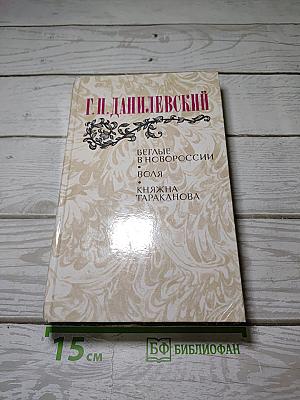 Г.П. ДАНИЛЕВСКИЙ
БЕГЛЫЕ
В НОВОРОССИИ
•
ВОЛЯ
•
КНЯЖНА
ТАРАКАНОВА
15 см
БФ БИБЛИОФАН